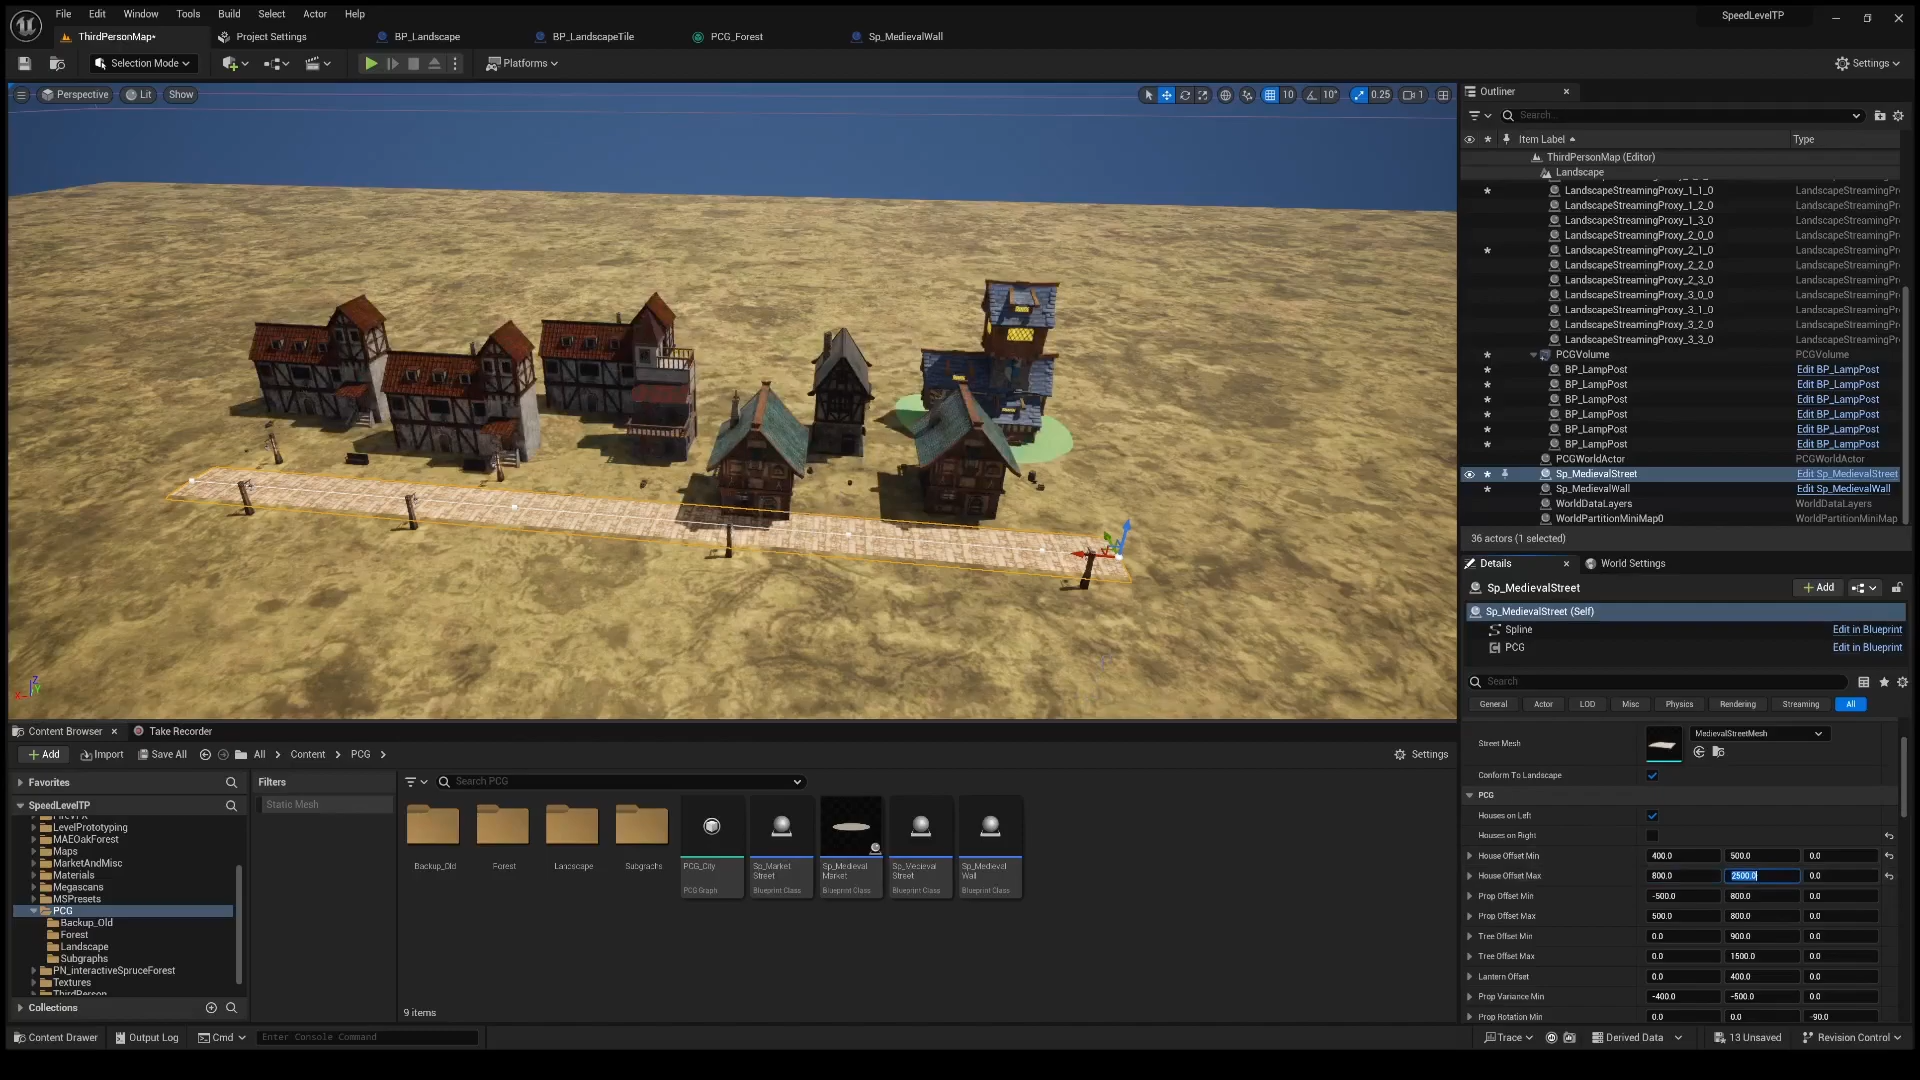 File Edit Window Tools Build Select Actor Help SpeedLevelTP
ThirdPersonMap* Project Settings BP_Landscape BP_LandscapeTile PCG_Forest Sp_MedievalWall
Selection Mode Platforms Settings
Perspective Lit Show 10 10° 0.25 1
Outliner
Search...
Item Label Type
ThirdPersonMap (Editor)
Landscape
LandscapeStreamingProxy_1_1_0 LandscapeStreamingPr
LandscapeStreamingProxy_1_2_0 LandscapeStreamingPr
LandscapeStreamingProxy_1_3_0 LandscapeStreamingPr
LandscapeStreamingProxy_2_0_0 LandscapeStreamingPr
LandscapeStreamingProxy_2_1_0 LandscapeStreamingPr
LandscapeStreamingProxy_2_2_0 LandscapeStreamingPr
LandscapeStreamingProxy_2_3_0 LandscapeStreamingPr
LandscapeStreamingProxy_3_0_0 LandscapeStreamingPr
LandscapeStreamingProxy_3_1_0 LandscapeStreamingPr
LandscapeStreamingProxy_3_2_0 LandscapeStreamingPr
LandscapeStreamingProxy_3_3_0 LandscapeStreamingPr
PCGVolume PCGVolume
BP_LampPost Edit BP_LampPost
BP_LampPost Edit BP_LampPost
BP_LampPost Edit BP_LampPost
BP_LampPost Edit BP_LampPost
BP_LampPost Edit BP_LampPost
BP_LampPost Edit BP_LampPost
PCGWorldActor PCGWorldActor
Sp_MedievalStreet Edit Sp_MedievalStreet
Sp_MedievalWall Edit Sp_MedievalWall
WorldDataLayers WorldDataLayers
WorldPartitionMiniMap0 WorldPartitionMiniMap
36 actors (1 selected)
Details World Settings
Sp_MedievalStreet Add
Sp_MedievalStreet (Self)
Spline Edit in Blueprint
PCG Edit in Blueprint
Search
General Actor LOD Misc Physics Rendering Streaming All
Street Mesh MedievalStreetMesh
Conform To Landscape
PCG
Houses on Left
Houses on Right
House Offset Min 400.0 500.0 0.0
House Offset Max 800.0 2500.0 0.0
Prop Offset Min -500.0 800.0 0.0
Prop Offset Max 500.0 800.0 0.0
Tree Offset Min 0.0 900.0 0.0
Tree Offset Max 0.0 1500.0 0.0
Lantern Offset 0.0 400.0 0.0
Prop Variance Min -400.0 -500.0 0.0
Prop Rotation Min 0.0 0.0 -90.0
Content Browser Take Recorder
Add Import Save All All Content PCG Settings
Favorites
SpeedLevelTP
LevelPrototyping
MAEOakForest
Maps
MarketAndMisc
Materials
Megascans
MSPresets
PCG
Backup_Old
Forest
Landscape
Subgraphs
PN_interactiveSpruceForest
Textures
ThirdPerson
Collections
Filters
Static Mesh
Search PCG
Backup_Old Forest Landscape Subgraphs
PCG_City
PCG Graph
Sp_Market
Street
Blueprint Class
Sp_Medieval
Market
Blueprint Class
Sp_Medieval
Street
Blueprint Class
Sp_Medieval
Wall
Blueprint Class
9 items
Content Drawer Output Log Cmd Enter Console Command Trace Derived Data 13 Unsaved Revision Control